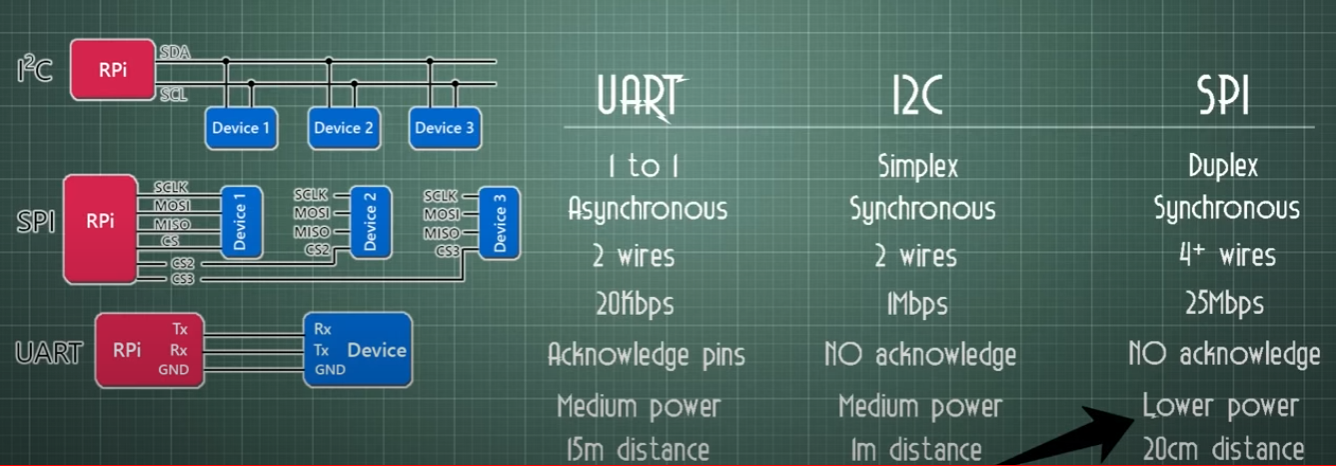 I²C
RPi
SDA
SCL
Device 1
Device 2
Device 3
SPI
RPi
SCLK
MOSI
MISO
CS
CS2
CS3
Device 1
SCLK
MOSI
MISO
CS2
Device 2
SCLK
MOSI
MISO
CS3
Device 3
UART
RPi
Tx
Rx
GND
Rx
Tx
GND
Device
UART I2C SPI
1 to 1 Simplex Duplex
Asynchronous Synchronous Synchronous
2 wires 2 wires 4+ wires
20Kbps 1Mbps 25Mbps
Acknowledge pins NO acknowledge NO acknowledge
Medium power Medium power Lower power
15m distance 1m distance 20cm distance